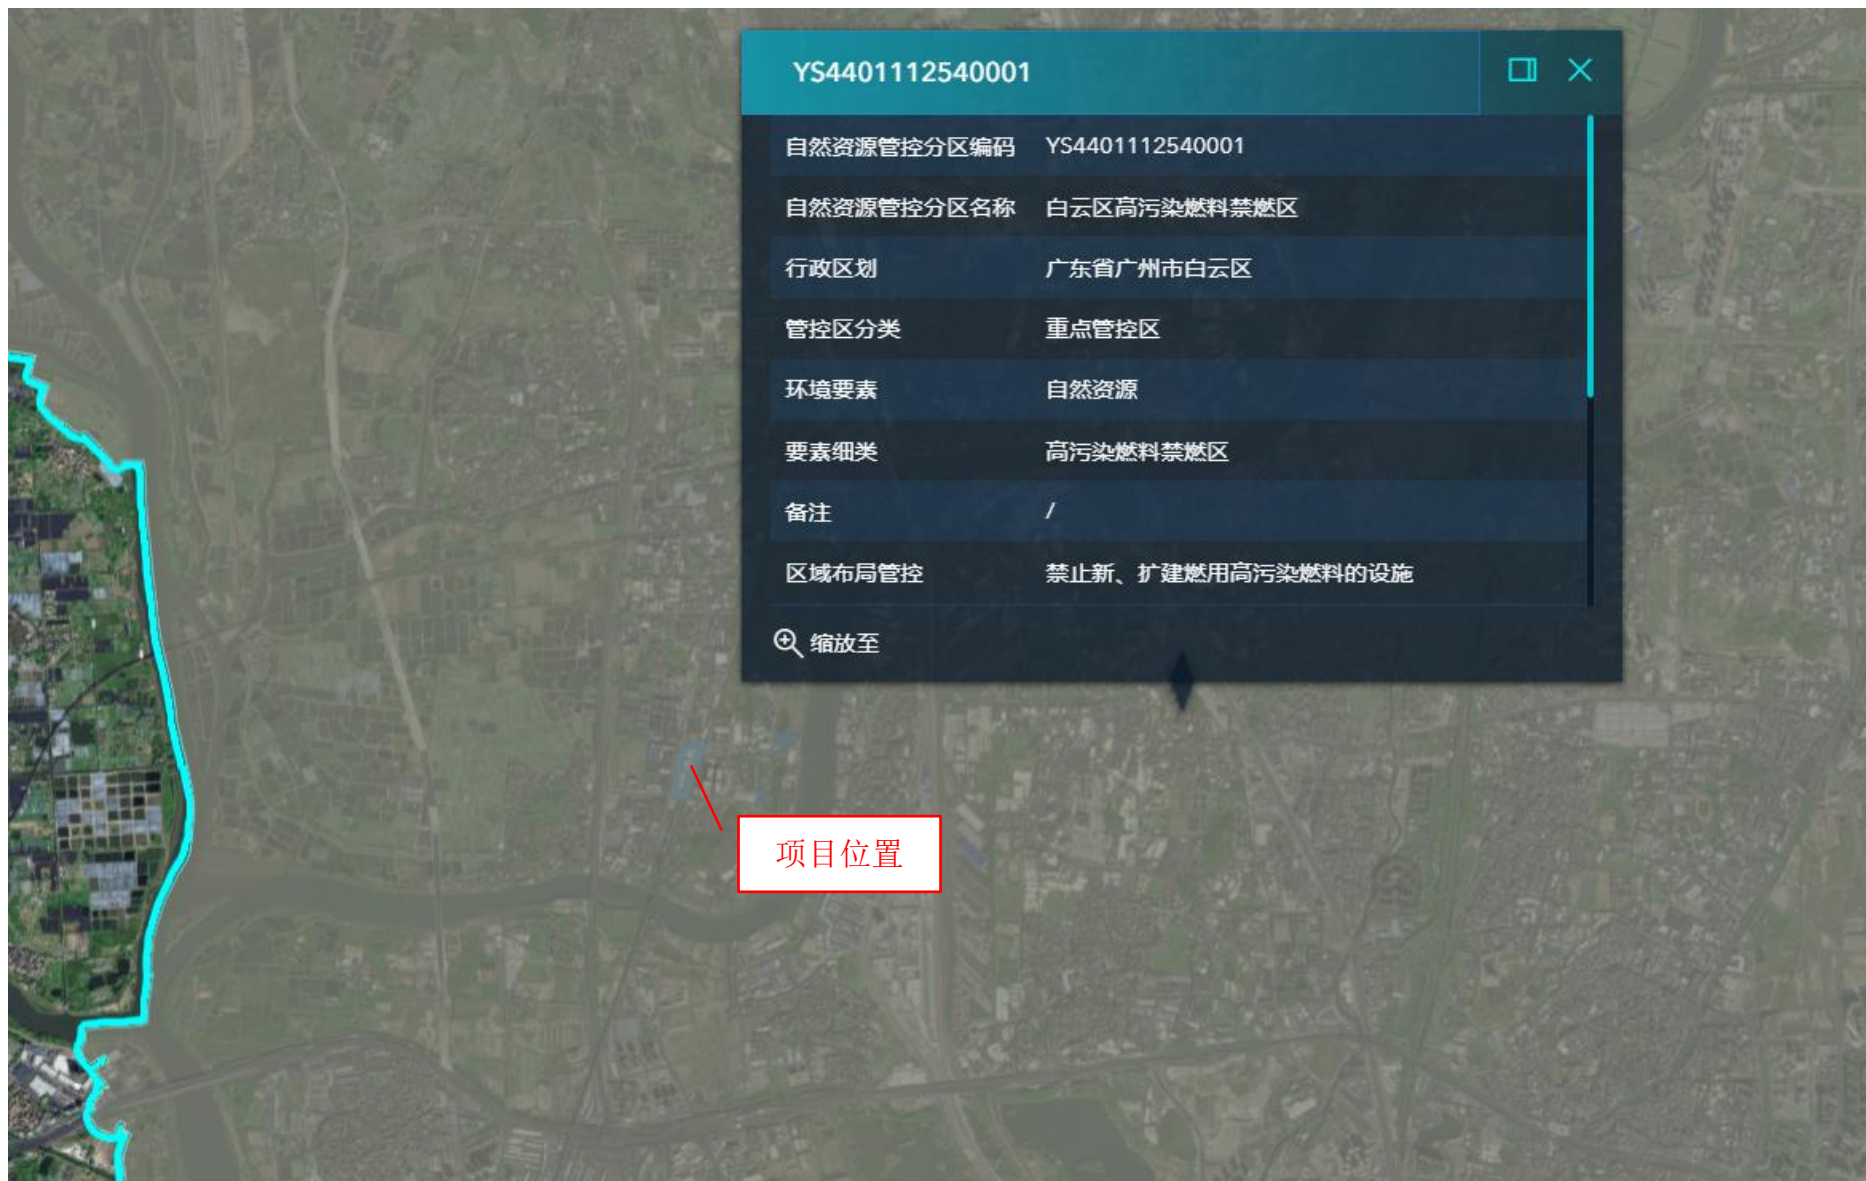 YS4401112540001
自然资源管控分区编码 YS4401112540001
自然资源管控分区名称 白云区高污染燃料禁燃区
行政区划 广东省广州市白云区
管控区分类 重点管控区
环境要素 自然资源
要素细类 高污染燃料禁燃区
备注 /
区域布局管控 禁止新、扩建燃用高污染燃料的设施
缩放至
项目位置